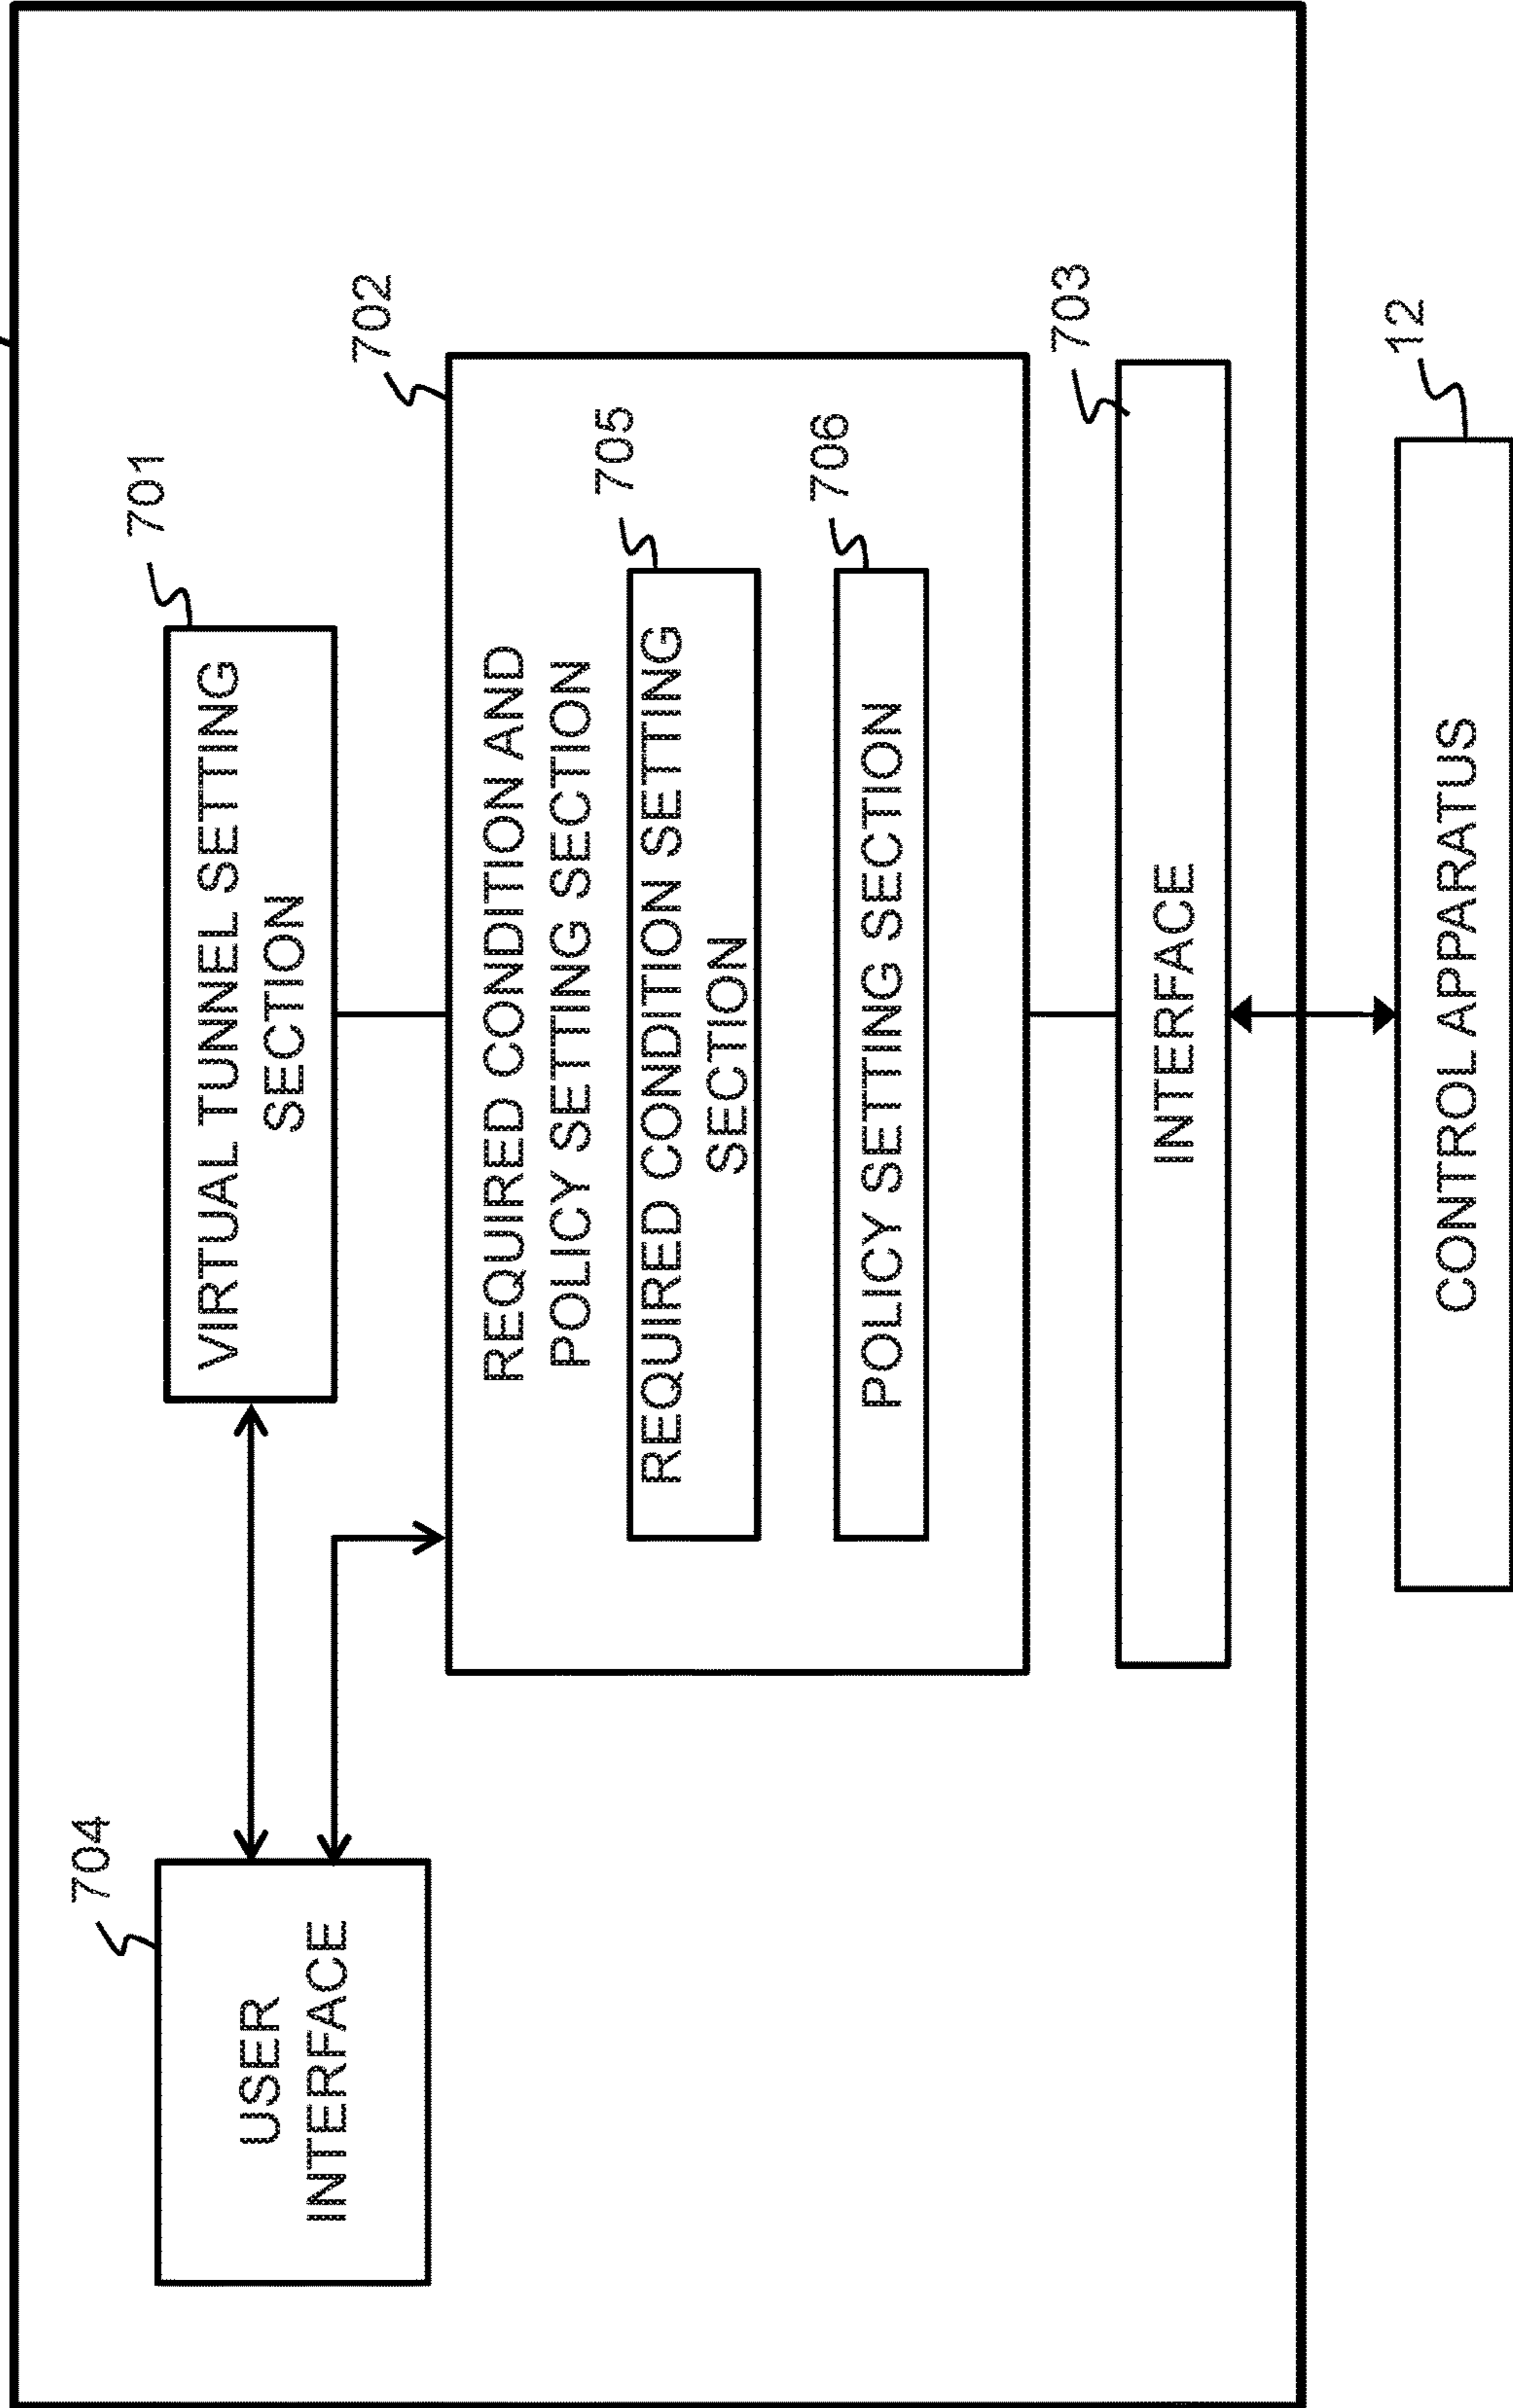 701
VIRTUAL TUNNEL SETTING
SECTION
704
USER
INTERFACE
702
REQUIRED CONDITION AND
POLICY SETTING SECTION
705
REQUIRED CONDITION SETTING
SECTION
706
POLICY SETTING SECTION
703
INTERFACE
12
CONTROL APPARATUS